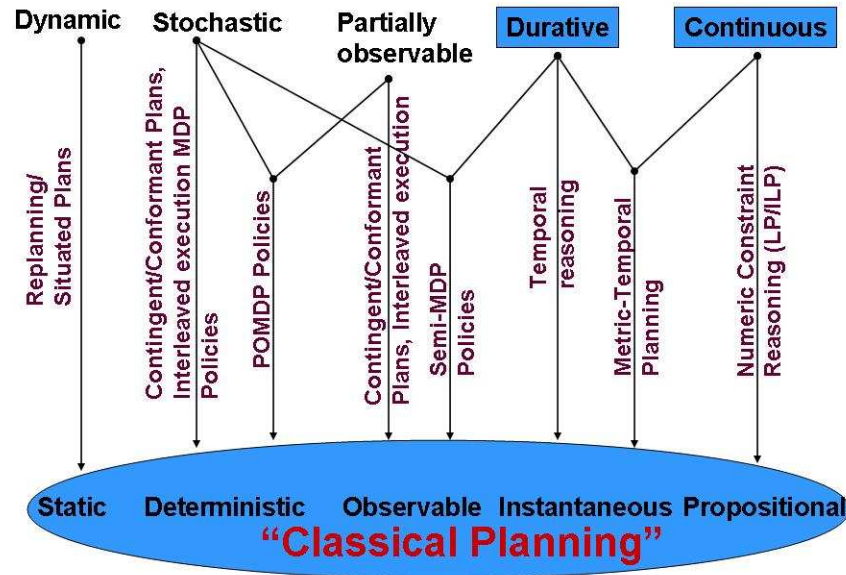 Dynamic
Stochastic
Partially
observable
Durative
Continuous
Replanning/
Situated Plans
Contingent/Conformant Plans,
Interleaved execution MDP
Policies
POMDP Policies
Contingent/Conformant
Plans, Interleaved execution
Semi-MDP
Policies
Temporal
reasoning
Metric-Temporal
Planning
Numeric Constraint
Reasoning (LP/ILP)
Static
Deterministic
Observable
Instantaneous
Propositional
“Classical Planning”